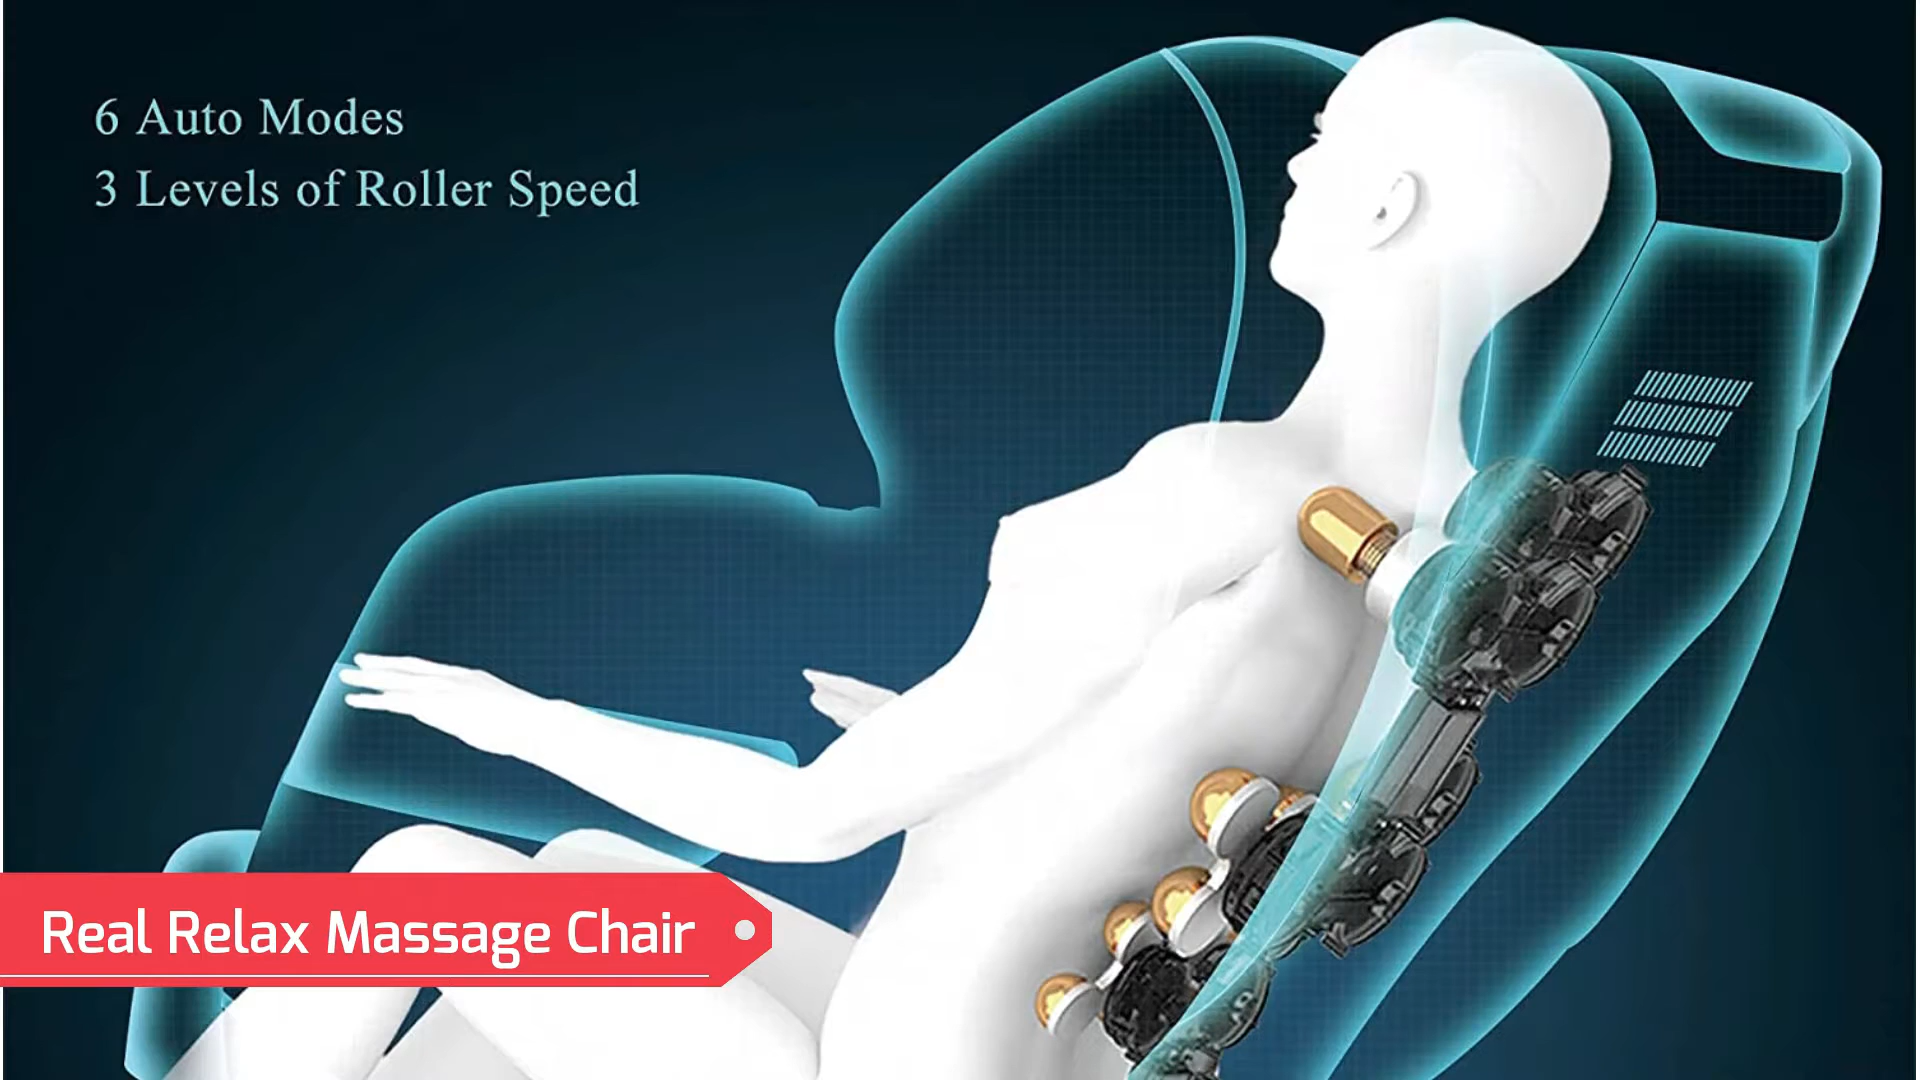 6 Auto Modes
3 Levels of Roller Speed
Real Relax Massage Chair